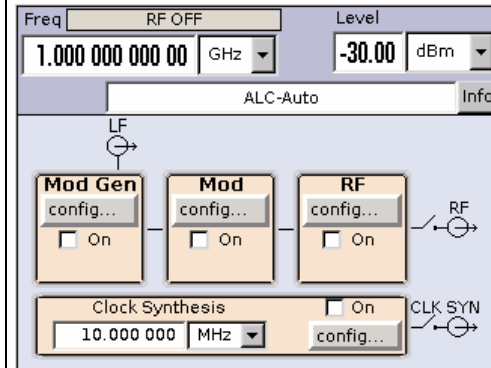 Freq RF OFF Level
1.000 000 000 00 GHz -30.00 dBm
ALC-Auto Info
LF
Mod Gen Mod RF
config... config... config... RF
On On On
Clock Synthesis On CLK SYN
10.000 000 MHz config...